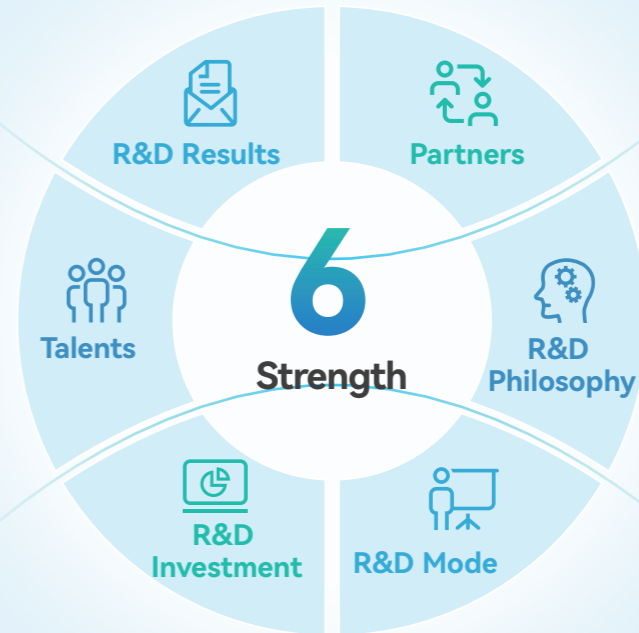 R&D Results
Partners
Talents
6
Strength
R&D
Philosophy
R&D
Investment
R&D Mode